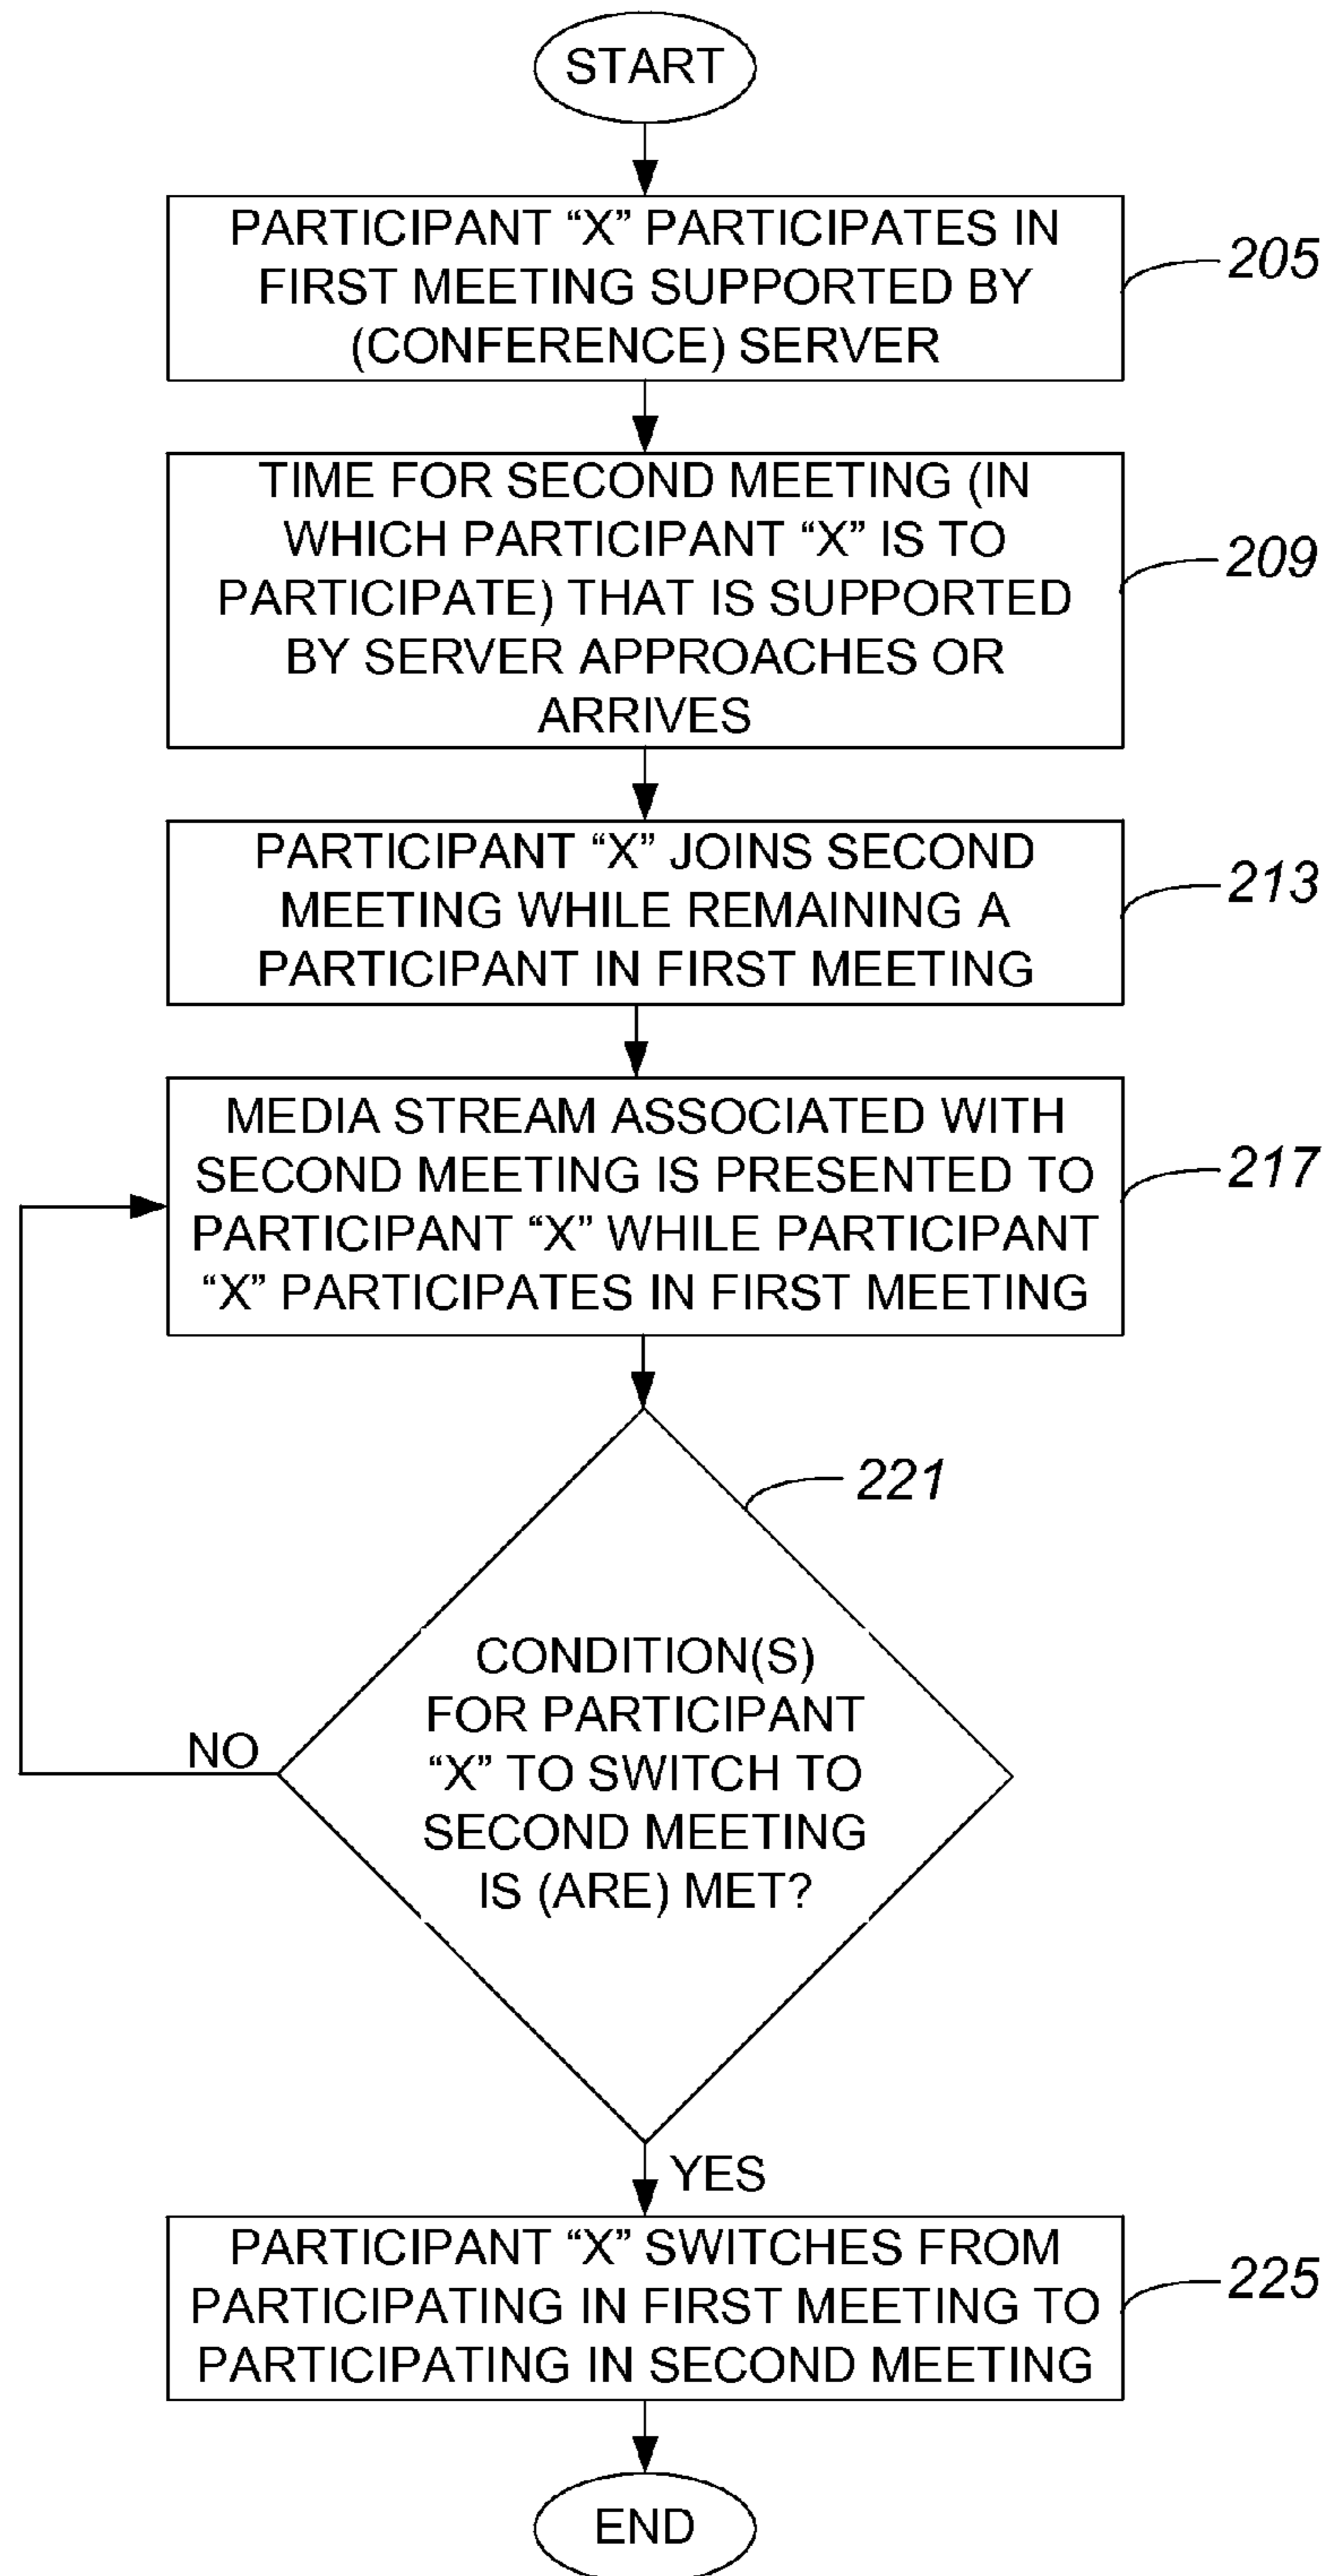 START
PARTICIPANT “X” PARTICIPATES IN
FIRST MEETING SUPPORTED BY
(CONFERENCE) SERVER
205
TIME FOR SECOND MEETING (IN
WHICH PARTICIPANT “X” IS TO
PARTICIPATE) THAT IS SUPPORTED
BY SERVER APPROACHES OR
ARRIVES
209
PARTICIPANT “X” JOINS SECOND
MEETING WHILE REMAINING A
PARTICIPANT IN FIRST MEETING
213
MEDIA STREAM ASSOCIATED WITH
SECOND MEETING IS PRESENTED TO
PARTICIPANT “X” WHILE PARTICIPANT
“X” PARTICIPATES IN FIRST MEETING
217
221
CONDITION(S)
FOR PARTICIPANT
“X” TO SWITCH TO
SECOND MEETING
IS (ARE) MET?
NO
YES
PARTICIPANT “X” SWITCHES FROM
PARTICIPATING IN FIRST MEETING TO
PARTICIPATING IN SECOND MEETING
225
END